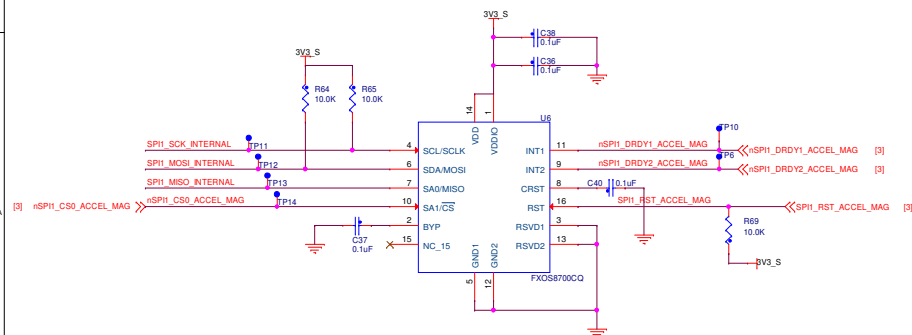 3V3_S
C38
0.1uF
3V3_S
C36
0.1uF
R64
10.0K
R65
10.0K
14
1
VDD
VDDIO
U6
TP10
SPI1_SCK_INTERNAL
TP11
4
SCL/SCLK
INT1
11
nSPI1_DRDY1_ACCEL_MAG
nSPI1_DRDY1_ACCEL_MAG [3]
SPI1_MOSI_INTERNAL
TP12
6
SDA/MOSI
INT2
9
nSPI1_DRDY2_ACCEL_MAG
TP6
nSPI1_DRDY2_ACCEL_MAG [3]
SPI1_MISO_INTERNAL
TP13
7
SA0/MISO
CRST
8
C40
0.1uF
[3] nSPI1_CS0_ACCEL_MAG
nSPI1_CS0_ACCEL_MAG
TP14
10
SA1/CS
RST
16
SPI1_RST_ACCEL_MAG
SPI1_RST_ACCEL_MAG [3]
2
BYP
RSVD1
3
R69
10.0K
C37
0.1uF
15
NC_15
RSVD2
13
3V3_S
GND1
GND2
FXOS8700CQ
5
12